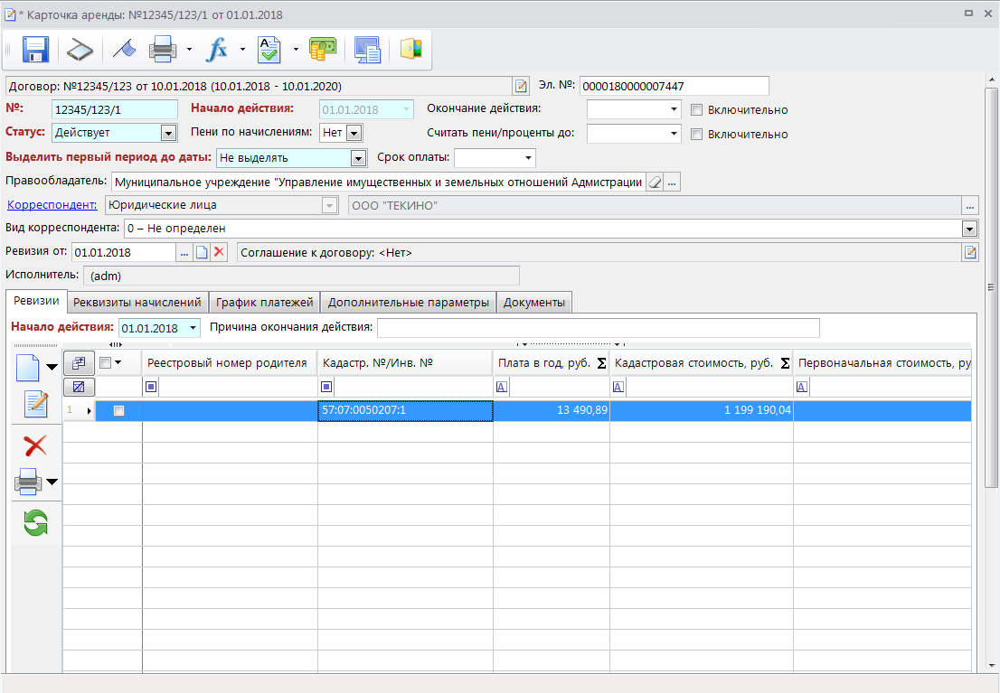 * Карточка аренды: №12345/123/1 от 01.01.2018
Договор: №12345/123 от 10.01.2018 (10.01.2018 - 10.01.2020) Эл. №: 0000180000007447
№: 12345/123/1 Начало действия: 01.01.2018 Окончание действия: Включительно
Статус: Действует Пени по начислениям: Нет Считать пени/проценты до: Включительно
Выделить первый период до даты: Не выделять Срок оплаты:
Правообладатель: Муниципальное учреждение "Управление имущественных и земельных отношений Адмистрации ...
Корреспондент: Юридические лица ООО "ТЕКИНО" ...
Вид корреспондента: 0 – Не определен
Ревизия от: 01.01.2018 ... Соглашение к договору: <Нет>
Исполнитель: (adm)
Ревизии Реквизиты начислений График платежей Дополнительные параметры Документы
Начало действия: 01.01.2018 Причина окончания действия:
Реестровый номер родителя Кадастр. №/Инв. № Плата в год, руб. Σ Кадастровая стоимость, руб. Σ Первоначальная стоимость, ру
A A A
1 57:07:0050207:1 13 490,89 1 199 190,04